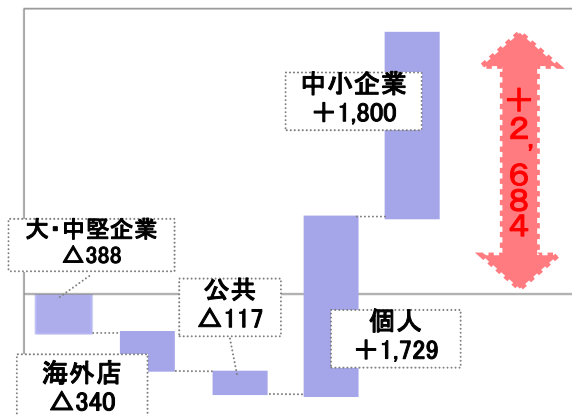 中小企業
＋1,800
＋2,684
大・中堅企業
△388
公共
△117
個人
＋1,729
海外店
△340